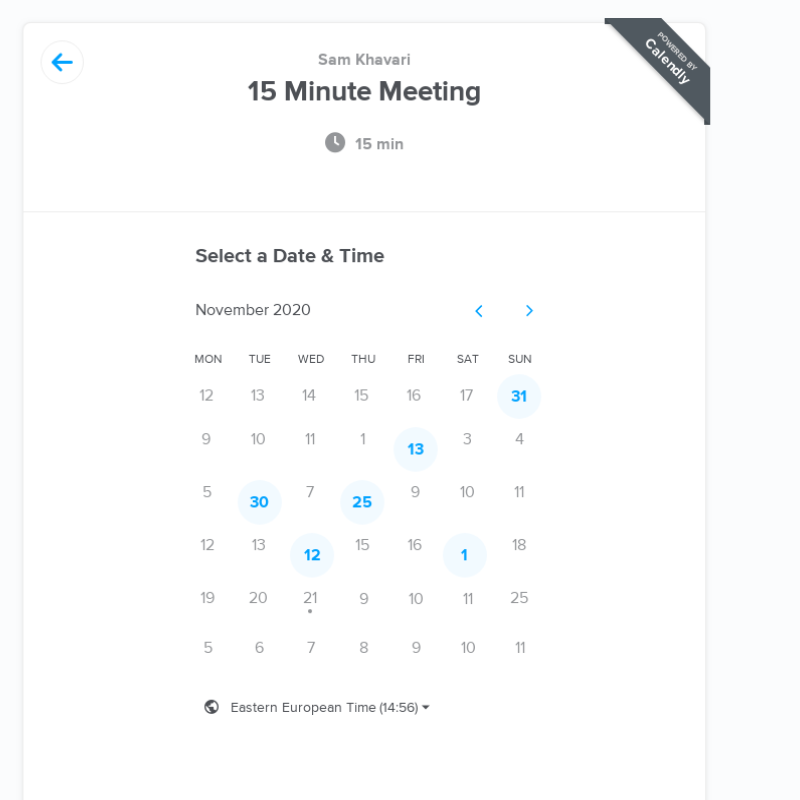 POWERED BY
Calendly
Sam Khavari
15 Minute Meeting
15 min
Select a Date & Time
November 2020
MON TUE WED THU FRI SAT SUN
12 13 14 15 16 17 31
9 10 11 1 13 3 4
5 30 7 25 9 10 11
12 13 12 15 16 1 18
19 20 21 9 10 11 25
5 6 7 8 9 10 11
Eastern European Time (14:56)